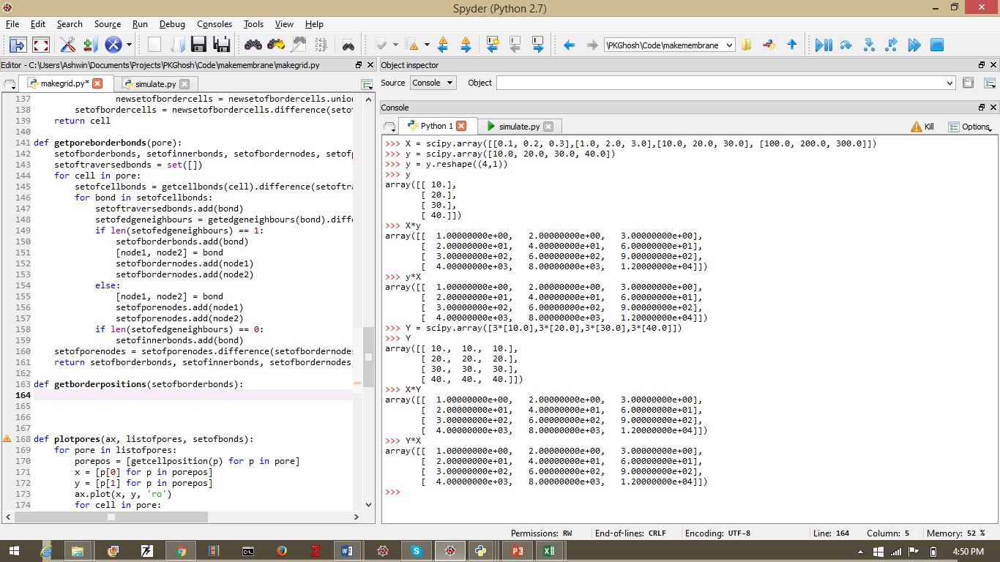 Spyder (Python 2.7)
File Edit Search Source Run Debug Consoles Tools View Help
\PKGhosh\Code\makemembrane
Editor - C:\Users\Ashwin\Documents\Projects\PKGhosh\Code\makemembrane\makegrid.py
makegrid.py* simulate.py
137 newsetofbordercells = newsetofbordercells.union
138 setofbordercells = newsetofbordercells.difference(seto
139 return cell
140
141 def getporeborderbonds(pore):
142 setofborderbonds, setofinnerbonds, setofbordernodes, setofp
143 setoftraversedbonds = set([])
144 for cell in pore:
145 setofcellbonds = getcellbonds(cell).difference(setoftra
146 for bond in setofcellbonds:
147 setoftraversedbonds.add(bond)
148 setofedgeneighbours = getedgeneighbours(bond).diffe
149 if len(setofedgeneighbours) == 1:
150 setofborderbonds.add(bond)
151 [node1, node2] = bond
152 setofbordernodes.add(node1)
153 setofbordernodes.add(node2)
154 else:
155 [node1, node2] = bond
156 setofporenodes.add(node1)
157 setofporenodes.add(node2)
158 if len(setofedgeneighbours) == 0:
159 setofinnerbonds.add(bond)
160 setofporenodes = setofporenodes.difference(setofbordernodes
161 return setofborderbonds, setofinnerbonds, setofbordernodes,
162
163 def getborderpositions(setofborderbonds):
164
165
166
167
168 def plotpores(ax, listofpores, setofbonds):
169 for pore in listofpores:
170 porepos = [getcellposition(p) for p in pore]
171 x = [p[0] for p in porepos]
172 y = [p[1] for p in porepos]
173 ax.plot(x, y, 'ro')
174 for cell in pore:
Object inspector
Source Console Object
Console
Python 1 simulate.py Kill Options
>>> X = scipy.array([[0.1, 0.2, 0.3],[1.0, 2.0, 3.0],[10.0, 20.0, 30.0], [100.0, 200.0, 300.0]])
>>> y = scipy.array([10.0, 20.0, 30.0, 40.0])
>>> y = y.reshape((4,1))
>>> y
array([[ 10.],
[ 20.],
[ 30.],
[ 40.]])
>>> X*y
array([[ 1.00000000e+00, 2.00000000e+00, 3.00000000e+00],
[ 2.00000000e+01, 4.00000000e+01, 6.00000000e+01],
[ 3.00000000e+02, 6.00000000e+02, 9.00000000e+02],
[ 4.00000000e+03, 8.00000000e+03, 1.20000000e+04]])
>>> y*X
array([[ 1.00000000e+00, 2.00000000e+00, 3.00000000e+00],
[ 2.00000000e+01, 4.00000000e+01, 6.00000000e+01],
[ 3.00000000e+02, 6.00000000e+02, 9.00000000e+02],
[ 4.00000000e+03, 8.00000000e+03, 1.20000000e+04]])
>>> Y = scipy.array([3*[10.0],3*[20.0],3*[30.0],3*[40.0]])
>>> Y
array([[ 10., 10., 10.],
[ 20., 20., 20.],
[ 30., 30., 30.],
[ 40., 40., 40.]])
>>> X*Y
array([[ 1.00000000e+00, 2.00000000e+00, 3.00000000e+00],
[ 2.00000000e+01, 4.00000000e+01, 6.00000000e+01],
[ 3.00000000e+02, 6.00000000e+02, 9.00000000e+02],
[ 4.00000000e+03, 8.00000000e+03, 1.20000000e+04]])
>>> Y*X
array([[ 1.00000000e+00, 2.00000000e+00, 3.00000000e+00],
[ 2.00000000e+01, 4.00000000e+01, 6.00000000e+01],
[ 3.00000000e+02, 6.00000000e+02, 9.00000000e+02],
[ 4.00000000e+03, 8.00000000e+03, 1.20000000e+04]])
>>>
Permissions: RW End-of-lines: CRLF Encoding: UTF-8 Line: 164 Column: 5 Memory: 52 %
4:50 PM